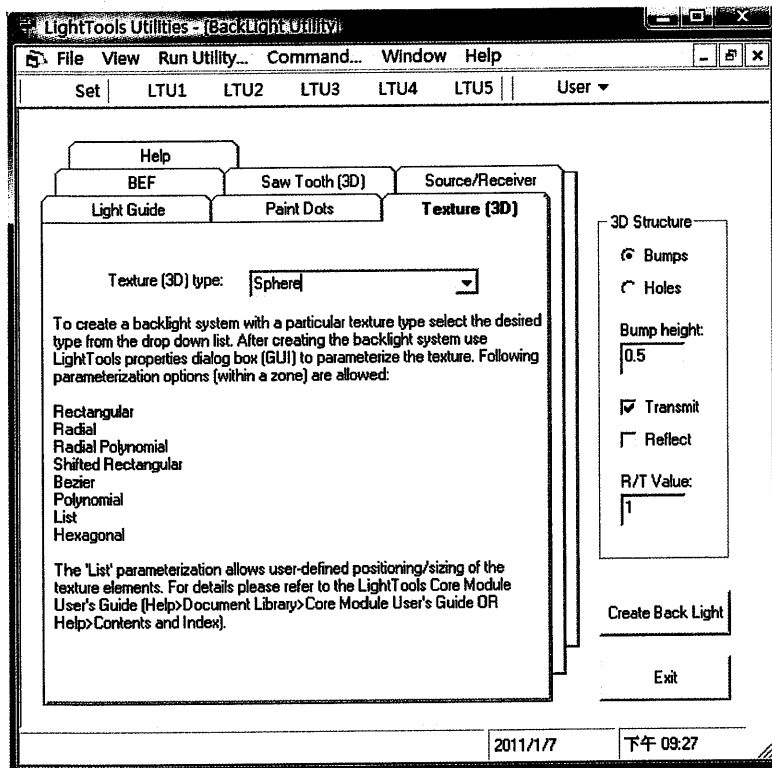 LightTools Utilities - [BackLight Utility]
File View Run Utility... Command... Window Help
Set LTU1 LTU2 LTU3 LTU4 LTU5 User
Help
BEF Saw Tooth (3D) Source/Receiver
Light Guide Paint Dots Texture (3D)
Texture (3D) type: Sphere
To create a backlight system with a particular texture type select the desired
type from the drop down list. After creating the backlight system use
LightTools properties dialog box (GUI) to parameterize the texture. Following
parameterization options (within a zone) are allowed:
Rectangular
Radial
Radial Polynomial
Shifted Rectangular
Bezier
Polynomial
List
Hexagonal
The 'List' parameterization allows user-defined positioning/sizing of the
texture elements. For details please refer to the LightTools Core Module
User's Guide (Help>Document Library>Core Module User's Guide OR
Help>Contents and Index).
3D Structure
Bumps
Holes
Bump height:
0.5
Transmit
Reflect
R/T Value:
1
Create Back Light
Exit
2011/1/7 下午 09:27